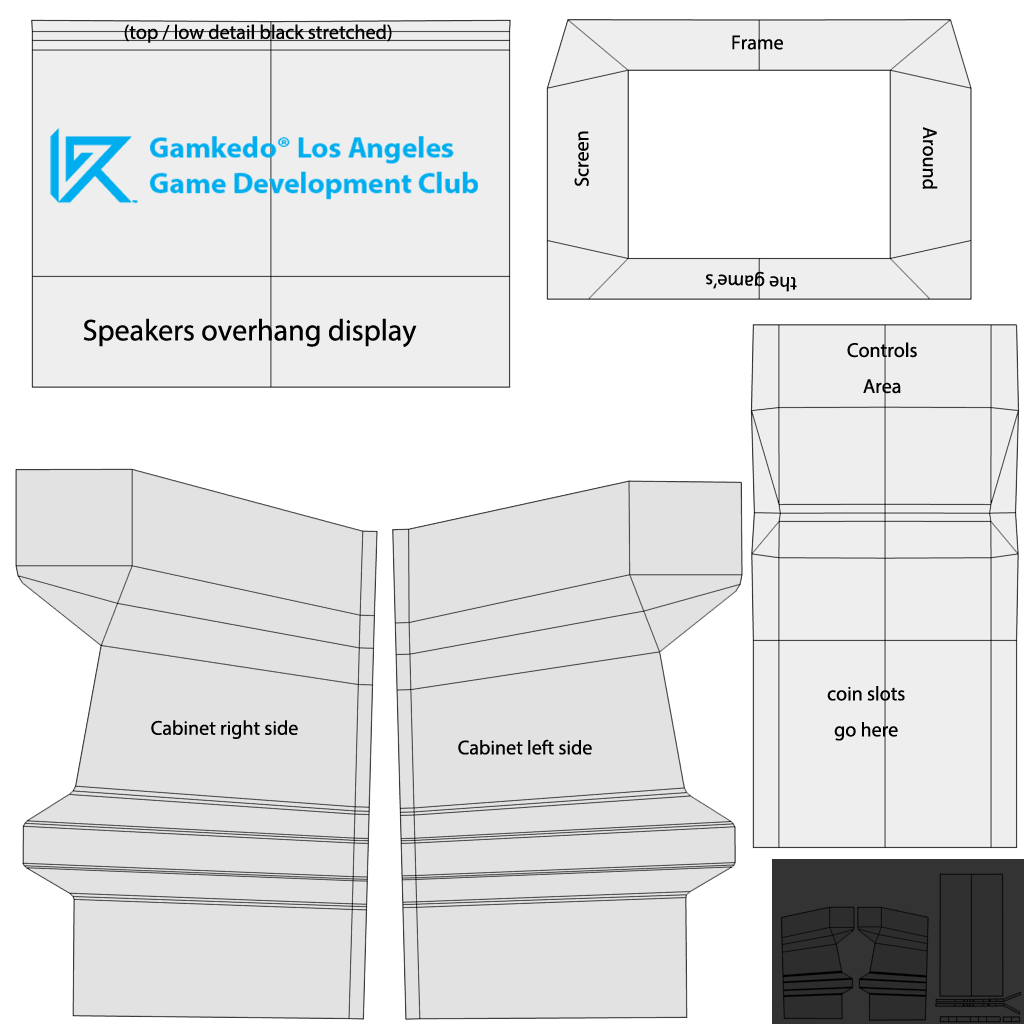 (top / low detail black stretched)
Gamkedo® Los Angeles
Game Development Club™
Speakers overhang display
Frame
Screen
Around
the game's
Controls
Area
Cabinet right side
Cabinet left side
coin slots
go here